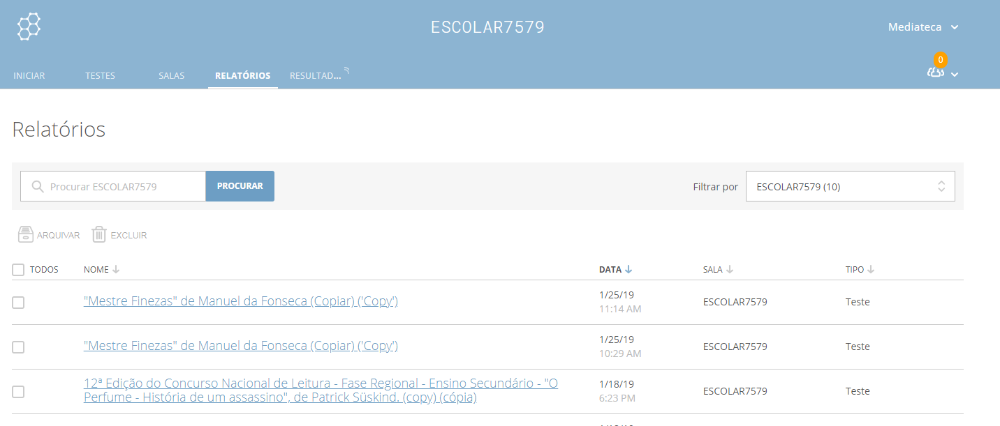 ESCOLAR7579
Mediateca
0
INICIAR TESTES SALAS RELATÓRIOS RESULTAD...
Relatórios
Procurar ESCOLAR7579 PROCURAR Filtrar por ESCOLAR7579 (10)
ARQUIVAR EXCLUIR
TODOS NOME DATA SALA TIPO
"Mestre Finezas" de Manuel da Fonseca (Copiar) ('Copy') 1/25/19 ESCOLAR7579 Teste
11:14 AM
"Mestre Finezas" de Manuel da Fonseca (Copiar) ('Copy') 1/25/19 ESCOLAR7579 Teste
10:29 AM
12ª Edição do Concurso Nacional de Leitura - Fase Regional - Ensino Secundário - "O 1/18/19 ESCOLAR7579 Teste
Perfume - História de um assassino", de Patrick Süskind. (copy) (cópia) 6:23 PM